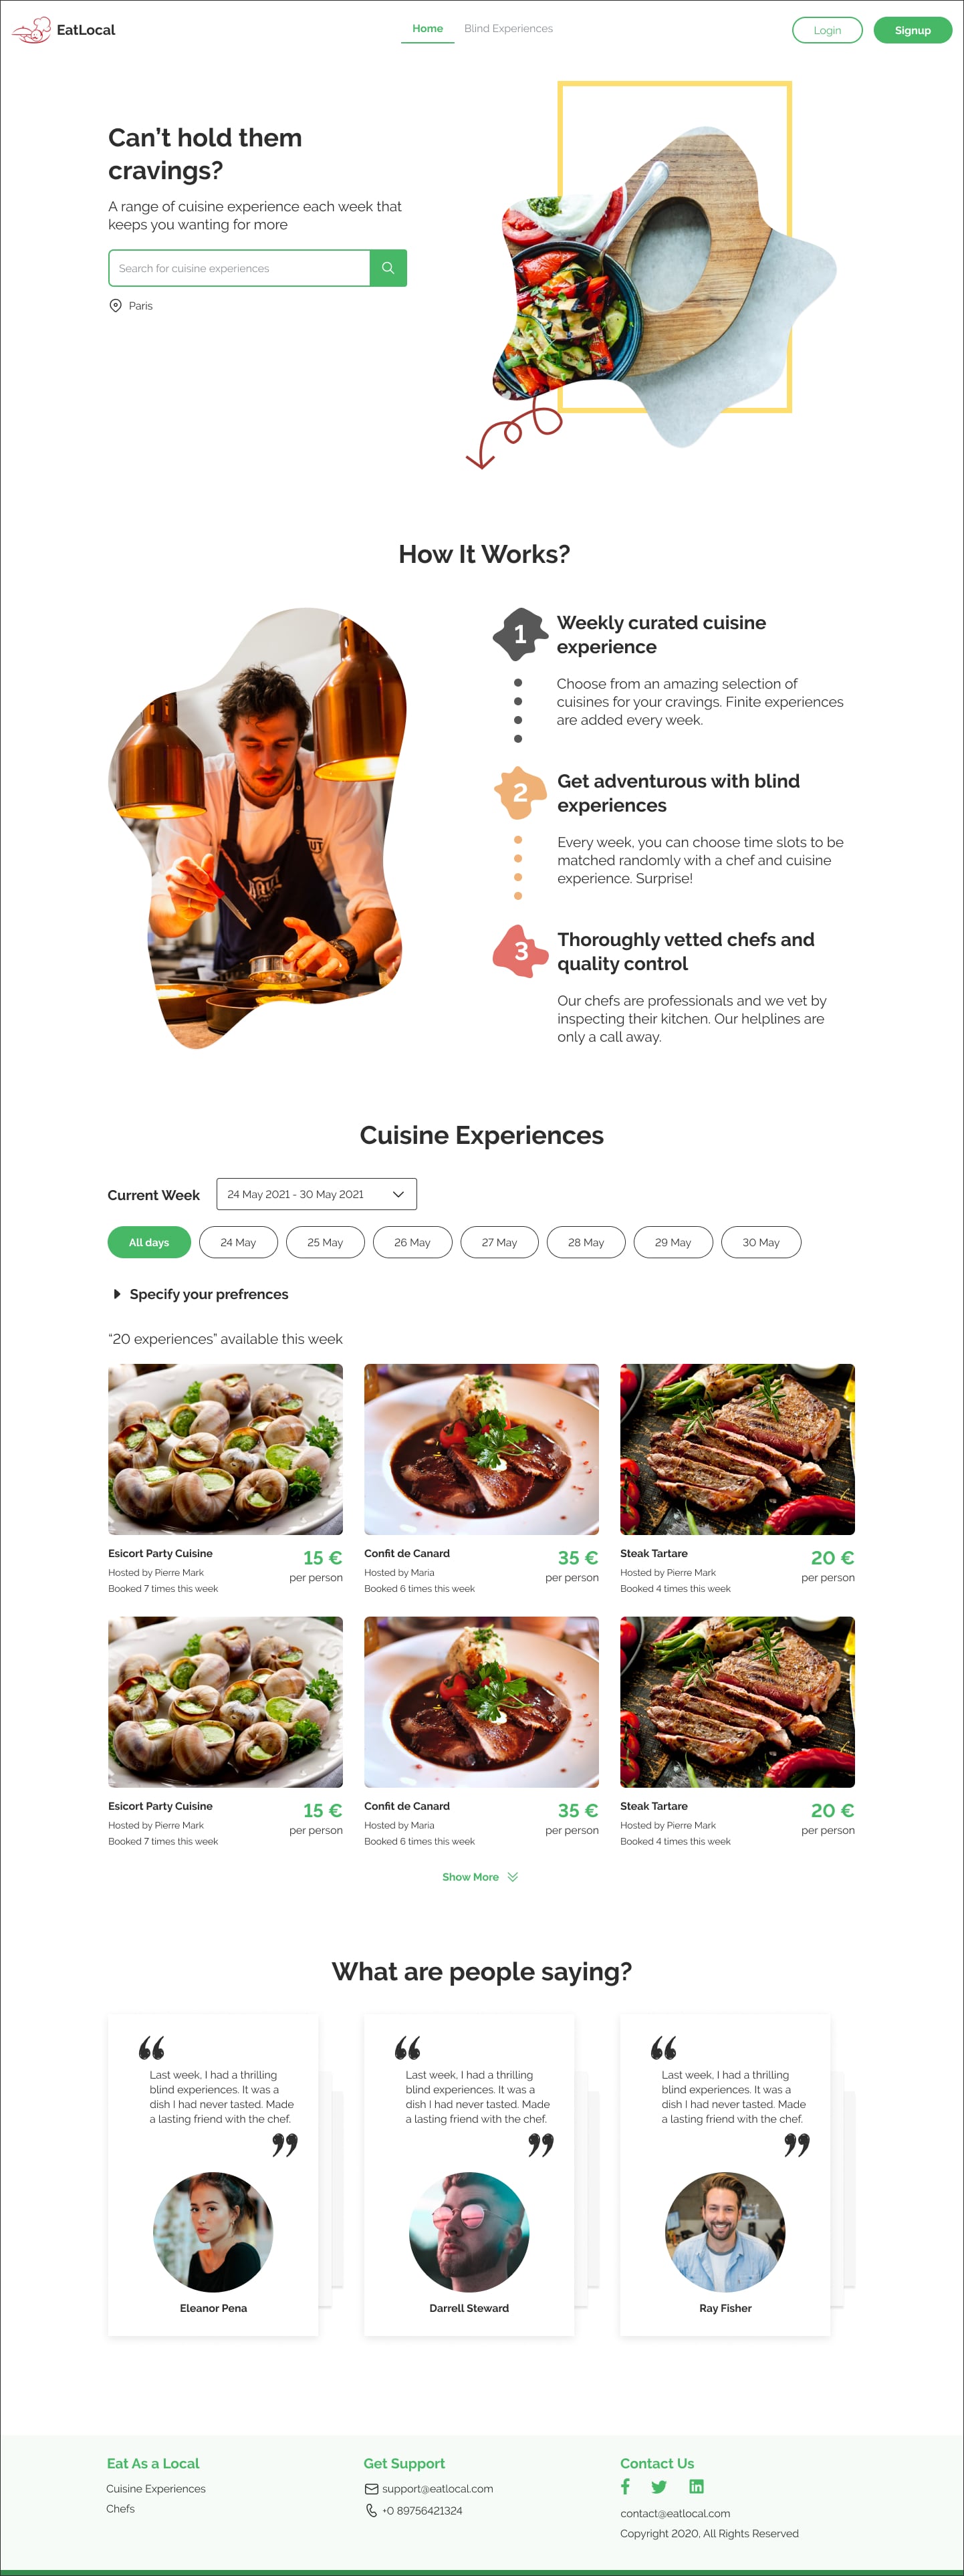 EatLocal
Home
Blind Experiences
Login
Signup
Can’t hold them
cravings?
A range of cuisine experience each week that
keeps you wanting for more
Search for cuisine experiences
Paris
How It Works?
1
Weekly curated cuisine
experience
Choose from an amazing selection of
cuisines for your cravings. Finite experiences
are added every week.
2
Get adventurous with blind
experiences
Every week, you can choose time slots to be
matched randomly with a chef and cuisine
experience. Surprise!
3
Thoroughly vetted chefs and
quality control
Our chefs are professionals and we vet by
inspecting their kitchen. Our helplines are
only a call away.
Cuisine Experiences
Current Week
24 May 2021 - 30 May 2021
All days
24 May
25 May
26 May
27 May
28 May
29 May
30 May
Specify your prefrences
“20 experiences” available this week
Esicort Party Cuisine
15 €
Hosted by Pierre Mark
per person
Booked 7 times this week
Confit de Canard
35 €
Hosted by Maria
per person
Booked 6 times this week
Steak Tartare
20 €
Hosted by Pierre Mark
per person
Booked 4 times this week
Esicort Party Cuisine
15 €
Hosted by Pierre Mark
per person
Booked 7 times this week
Confit de Canard
35 €
Hosted by Maria
per person
Booked 6 times this week
Steak Tartare
20 €
Hosted by Pierre Mark
per person
Booked 4 times this week
Show More
What are people saying?
“
Last week, I had a thrilling
blind experiences. It was a
dish I had never tasted. Made
a lasting friend with the chef.
”
Eleanor Pena
“
Last week, I had a thrilling
blind experiences. It was a
dish I had never tasted. Made
a lasting friend with the chef.
”
Darrell Steward
“
Last week, I had a thrilling
blind experiences. It was a
dish I had never tasted. Made
a lasting friend with the chef.
”
Ray Fisher
Eat As a Local
Cuisine Experiences
Chefs
Get Support
support@eatlocal.com
+0 89756421324
Contact Us
contact@eatlocal.com
Copyright 2020, All Rights Reserved